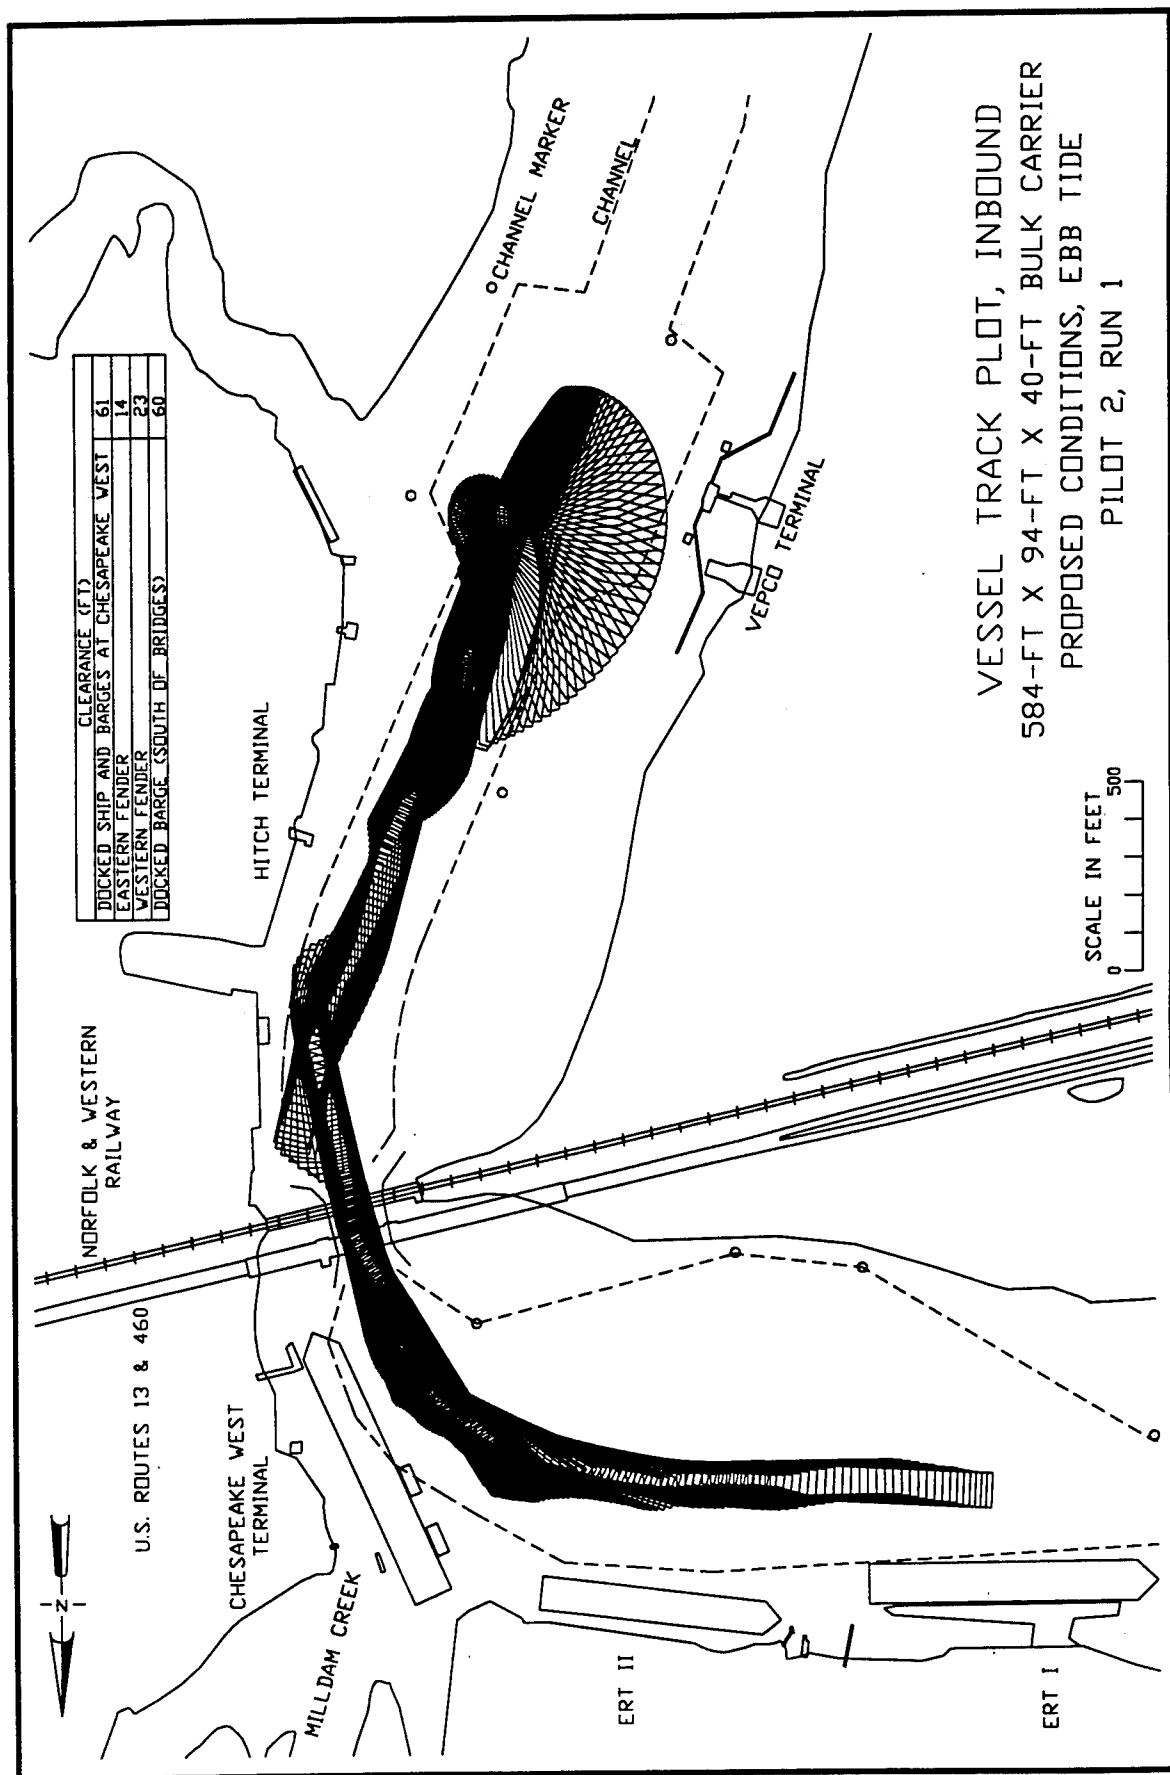 CLEARANCE (FT)
DOCKED SHIP AND BARGES AT CHESAPEAKE WEST 61
EASTERN FENDER 14
WESTERN FENDER 23
DOCKED BARGE (SOUTH OF BRIDGES) 60
N
U.S. ROUTES 13 & 460
NORFOLK & WESTERN
RAILWAY
HITCH TERMINAL
CHANNEL MARKER
CHANNEL
CHESAPEAKE WEST
TERMINAL
MILLDAM CREEK
VEPCO TERMINAL
ERT II
ERT I
SCALE IN FEET
0 500
VESSEL TRACK PLOT, INBOUND
584-FT X 94-FT X 40-FT BULK CARRIER
PROPOSED CONDITIONS, EBB TIDE
PILOT 2, RUN 1